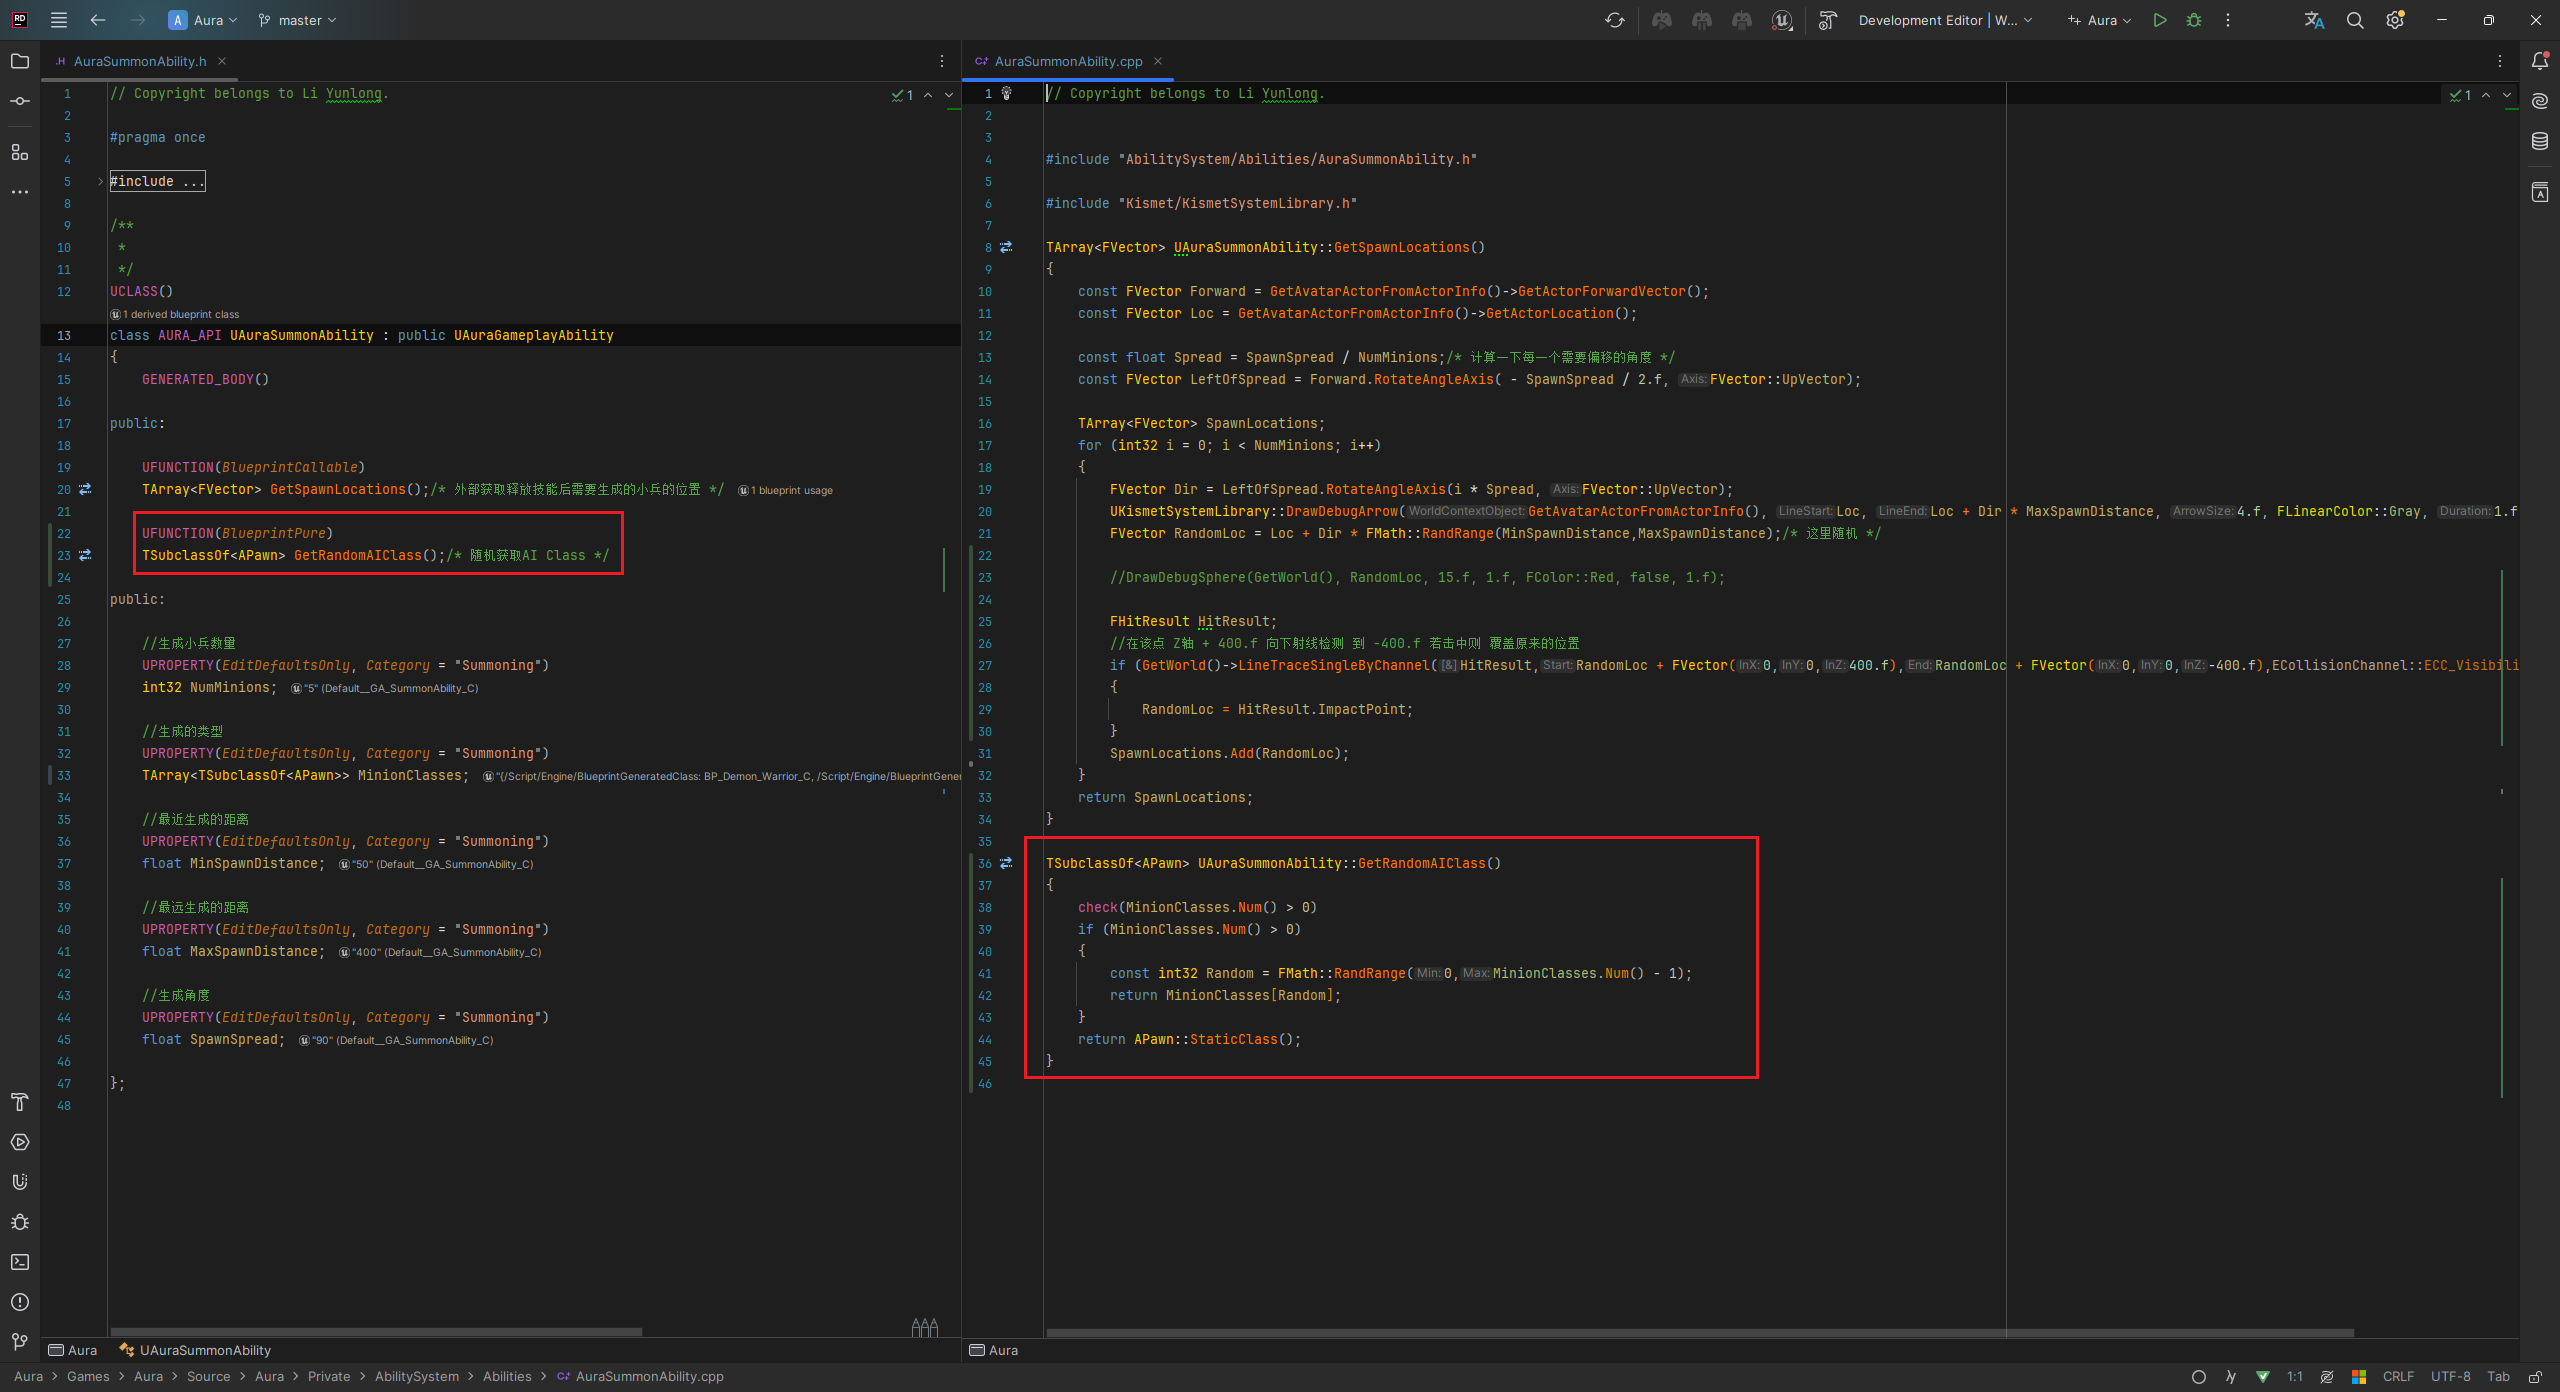 Aura
master
Development Editor | W...
Aura
AuraSummonAbility.h
1 // Copyright belongs to Li Yunlong.
1
2
3 #pragma once
4
5 #include ...
8
9 /**
10 *
11 */
12 UCLASS()
1 derived blueprint class
13 class AURA_API UAuraSummonAbility : public UAuraGameplayAbility
14 {
15 GENERATED_BODY()
16
17 public:
18
19 UFUNCTION(BlueprintCallable)
20 TArray<FVector> GetSpawnLocations();/* 外部获取释放技能后需要生成的小兵的位置 */ 1 blueprint usage
21
22 UFUNCTION(BlueprintPure)
23 TSubclassOf<APawn> GetRandomAIClass();/* 随机获取AI Class */
24
25 public:
26
27 //生成小兵数量
28 UPROPERTY(EditDefaultsOnly, Category = "Summoning")
29 int32 NumMinions; "5" (Default__GA_SummonAbility_C)
30
31 //生成的类型
32 UPROPERTY(EditDefaultsOnly, Category = "Summoning")
33 TArray<TSubclassOf<APawn>> MinionClasses; "{/Script/Engine/BlueprintGeneratedClass: BP_Demon_Warrior_C, /Script/Engine/BlueprintGener
34
35 //最近生成的距离
36 UPROPERTY(EditDefaultsOnly, Category = "Summoning")
37 float MinSpawnDistance; "50" (Default__GA_SummonAbility_C)
38
39 //最远生成的距离
40 UPROPERTY(EditDefaultsOnly, Category = "Summoning")
41 float MaxSpawnDistance; "400" (Default__GA_SummonAbility_C)
42
43 //生成角度
44 UPROPERTY(EditDefaultsOnly, Category = "Summoning")
45 float SpawnSpread; "90" (Default__GA_SummonAbility_C)
46
47 };
48
Aura UAuraSummonAbility
AuraSummonAbility.cpp
1 // Copyright belongs to Li Yunlong.
1
2
3
4 #include "AbilitySystem/Abilities/AuraSummonAbility.h"
5
6 #include "Kismet/KismetSystemLibrary.h"
7
8 TArray<FVector> UAuraSummonAbility::GetSpawnLocations()
9 {
10 const FVector Forward = GetAvatarActorFromActorInfo()->GetActorForwardVector();
11 const FVector Loc = GetAvatarActorFromActorInfo()->GetActorLocation();
12
13 const float Spread = SpawnSpread / NumMinions;/* 计算一下每一个需要偏移的角度 */
14 const FVector LeftOfSpread = Forward.RotateAngleAxis( - SpawnSpread / 2.f, Axis: FVector::UpVector);
15
16 TArray<FVector> SpawnLocations;
17 for (int32 i = 0; i < NumMinions; i++)
18 {
19 FVector Dir = LeftOfSpread.RotateAngleAxis(i * Spread, Axis: FVector::UpVector);
20 UKismetSystemLibrary::DrawDebugArrow( WorldContextObject: GetAvatarActorFromActorInfo(), LineStart: Loc, LineEnd: Loc + Dir * MaxSpawnDistance, ArrowSize: 4.f, FLinearColor::Gray, Duration: 1.f
21 FVector RandomLoc = Loc + Dir * FMath::RandRange(MinSpawnDistance,MaxSpawnDistance);/* 这里随机 */
22
23 //DrawDebugSphere(GetWorld(), RandomLoc, 15.f, 1.f, FColor::Red, false, 1.f);
24
25 FHitResult HitResult;
26 //在该点 Z轴 + 400.f 向下射线检测 到 -400.f 若击中则 覆盖原来的位置
27 if (GetWorld()->LineTraceSingleByChannel( [&] HitResult, Start: RandomLoc + FVector( InX: 0, InY: 0, InZ: 400.f), End: RandomLoc + FVector( InX: 0, InY: 0, InZ: -400.f),ECollisionChannel::ECC_Visibili
28 {
29 RandomLoc = HitResult.ImpactPoint;
30 }
31 SpawnLocations.Add(RandomLoc);
32 }
33 return SpawnLocations;
34 }
35
36 TSubclassOf<APawn> UAuraSummonAbility::GetRandomAIClass()
37 {
38 check(MinionClasses.Num() > 0)
39 if (MinionClasses.Num() > 0)
40 {
41 const int32 Random = FMath::RandRange( Min: 0, Max: MinionClasses.Num() - 1);
42 return MinionClasses[Random];
43 }
44 return APawn::StaticClass();
45 }
46
Aura
Aura > Games > Aura > Source > Aura > Private > AbilitySystem > Abilities > AuraSummonAbility.cpp
1:1 CRLF UTF-8 Tab